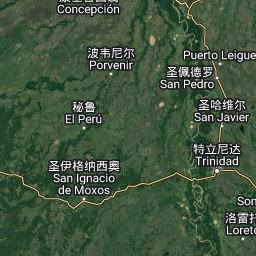 Concepción
波韦尼尔
Porvenir
Puerto Leigue
圣佩德罗
San Pedro
秘鲁
El Perú
圣哈维尔
San Javier
特立尼达
Trinidad
圣伊格纳西奥
San Ignacio
de Moxos
洛雷托
Loreto